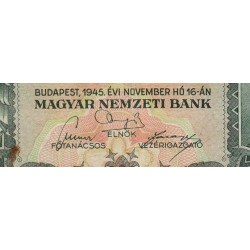 BUDAPEST, 1945. ÉVI NOVEMBER HÓ 16-ÁN
MAGYAR NEMZETI BANK
ELNÖK
FŐTANÁCSOS VEZÉRIGAZGATÓ